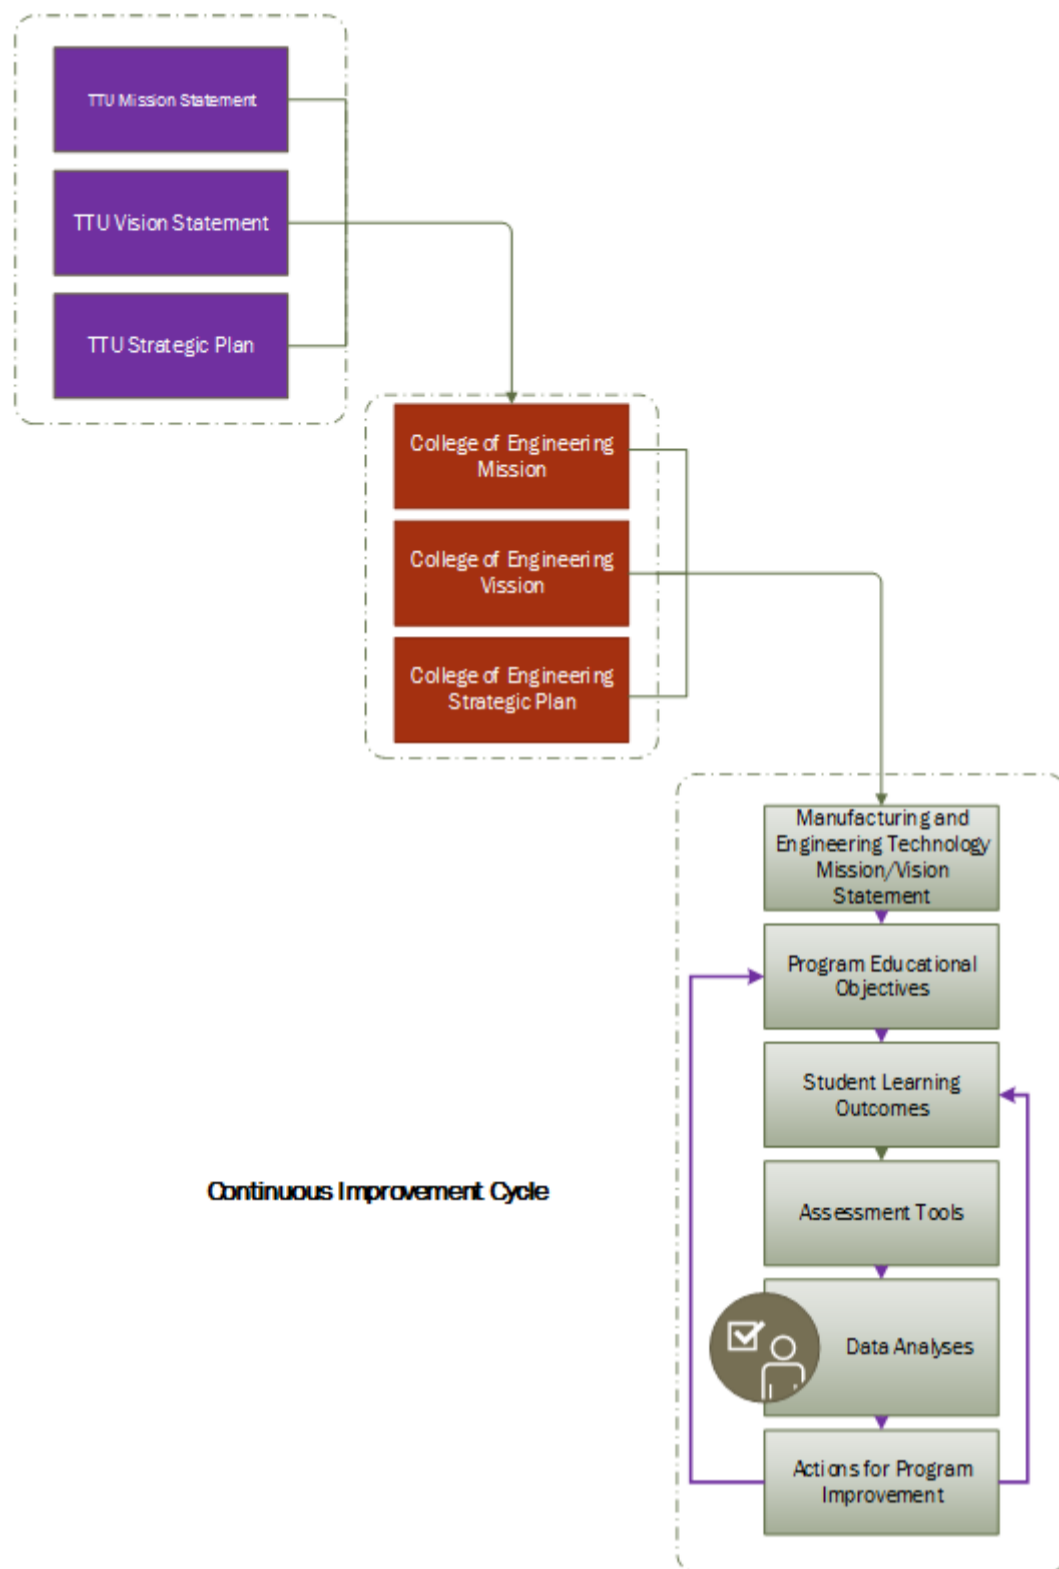 TTU Mission Statement
TTU Vision Statement
TTU Strategic Plan
College of Engineering
Mission
College of Engineering
Vission
College of Engineering
Strategic Plan
Manufacturing and
Engineering Technology
Mission/Vision
Statement
Program Educational
Objectives
Student Learning
Outcomes
Continuous Improvement Cycle
Assessment Tools
Data Analyses
Actions for Program
Improvement